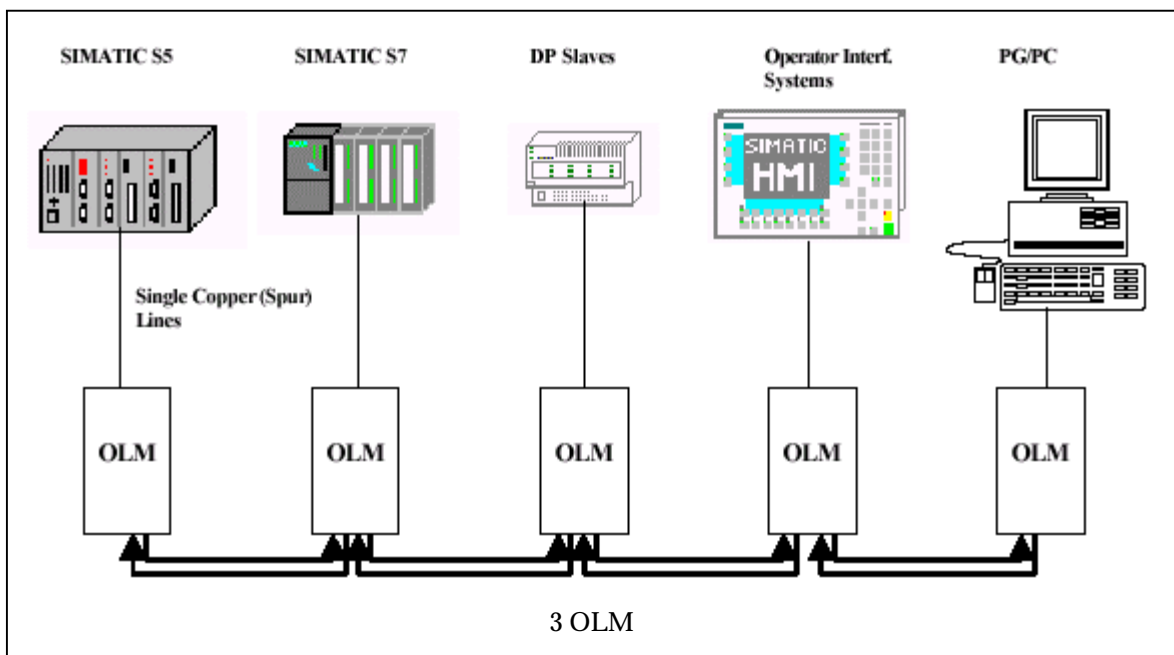 SIMATIC S5
SIMATIC S7
DP Slaves
Operator Interf.
Systems
PG/PC
SIMATIC
HMI
Single Copper (Spur)
Lines
OLM
OLM
OLM
OLM
OLM
3 OLM